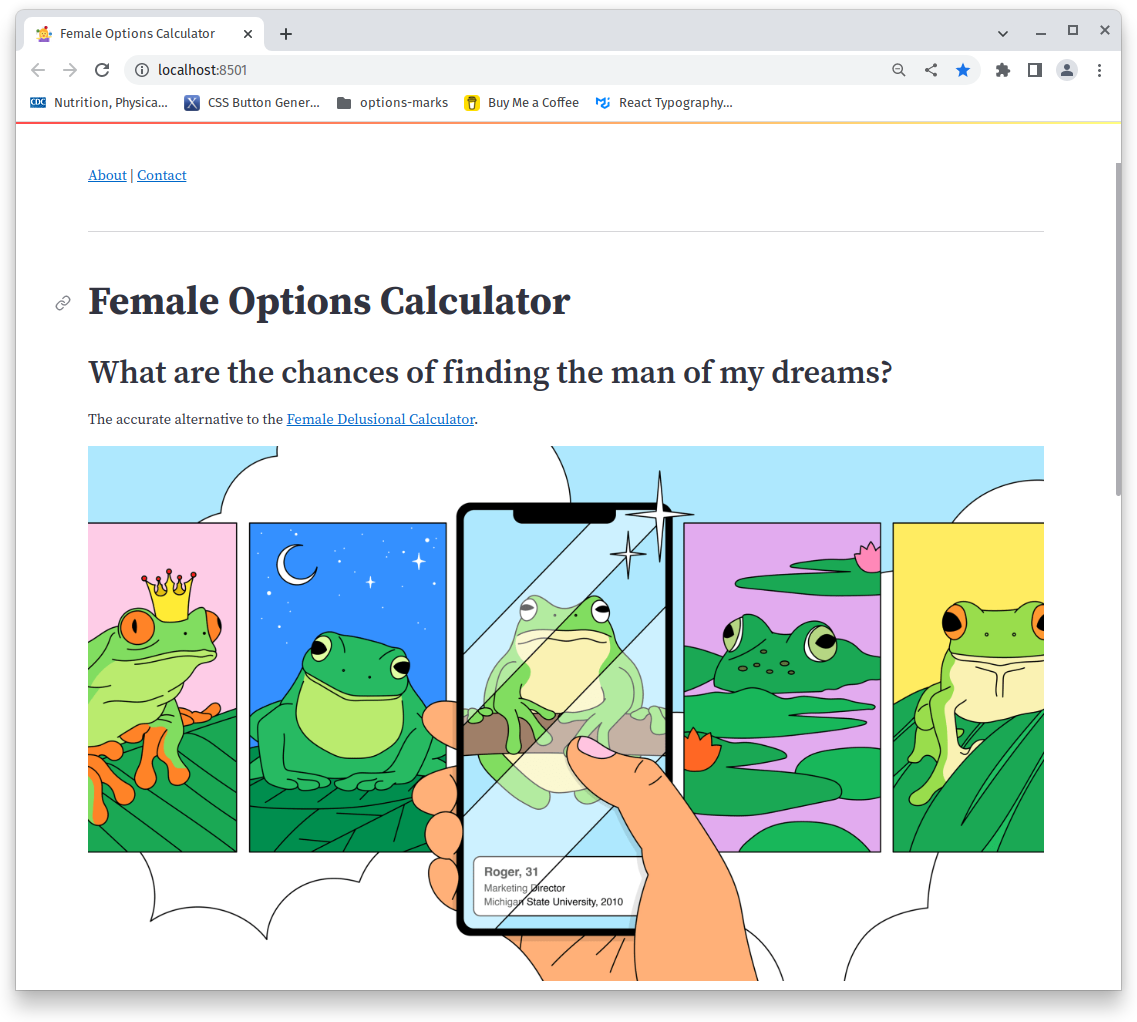 Female Options Calculator
localhost:8501
CDC Nutrition, Physica... CSS Button Gener... options-marks Buy Me a Coffee React Typography...
About | Contact
Female Options Calculator
What are the chances of finding the man of my dreams?
The accurate alternative to the Female Delusional Calculator.
Roger, 31
Marketing Director
Michigan State University, 2010